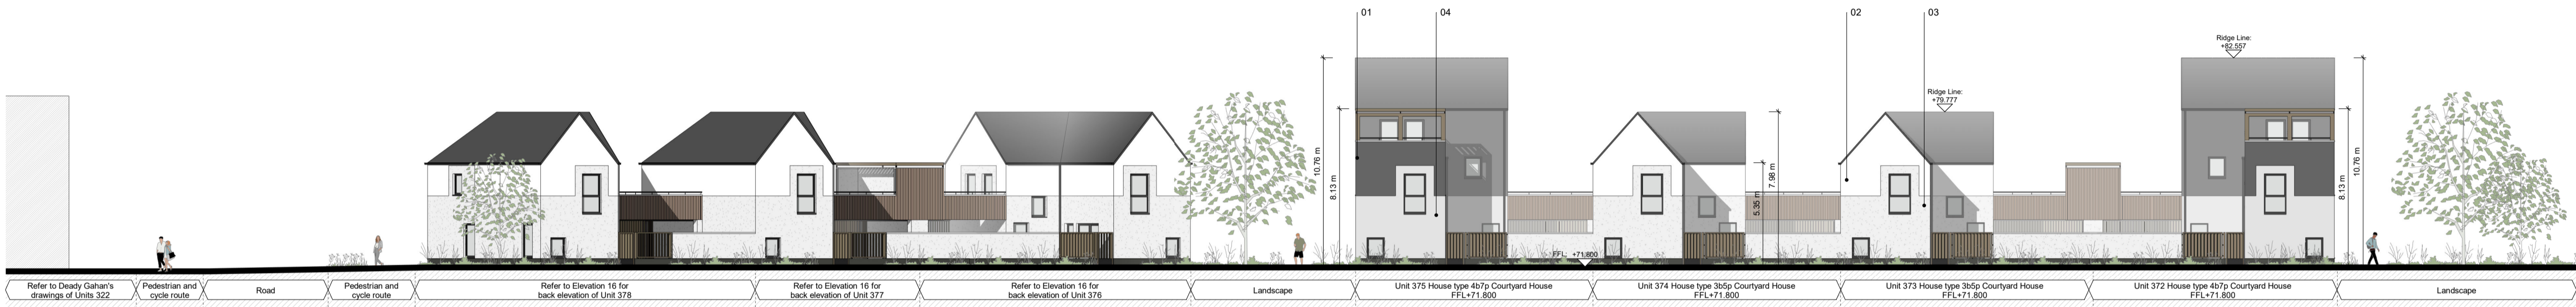 01
04
02
03
Ridge Line:
+82.557
Ridge Line:
+79.777
10.76 m
8.13 m
7.98 m
5.35 m
8.13 m
10.76 m
FFL: +71.800
Refer to Deady Gahan's
drawings of Units 322
Pedestrian and
cycle route
Road
Pedestrian and
cycle route
Refer to Elevation 16 for
back elevation of Unit 378
Refer to Elevation 16 for
back elevation of Unit 377
Refer to Elevation 16 for
back elevation of Unit 376
Landscape
Unit 375 House type 4b7p Courtyard House
FFL+71.800
Unit 374 House type 3b5p Courtyard House
FFL+71.800
Unit 373 House type 3b5p Courtyard House
FFL+71.800
Unit 372 House type 4b7p Courtyard House
FFL+71.800
Landscape